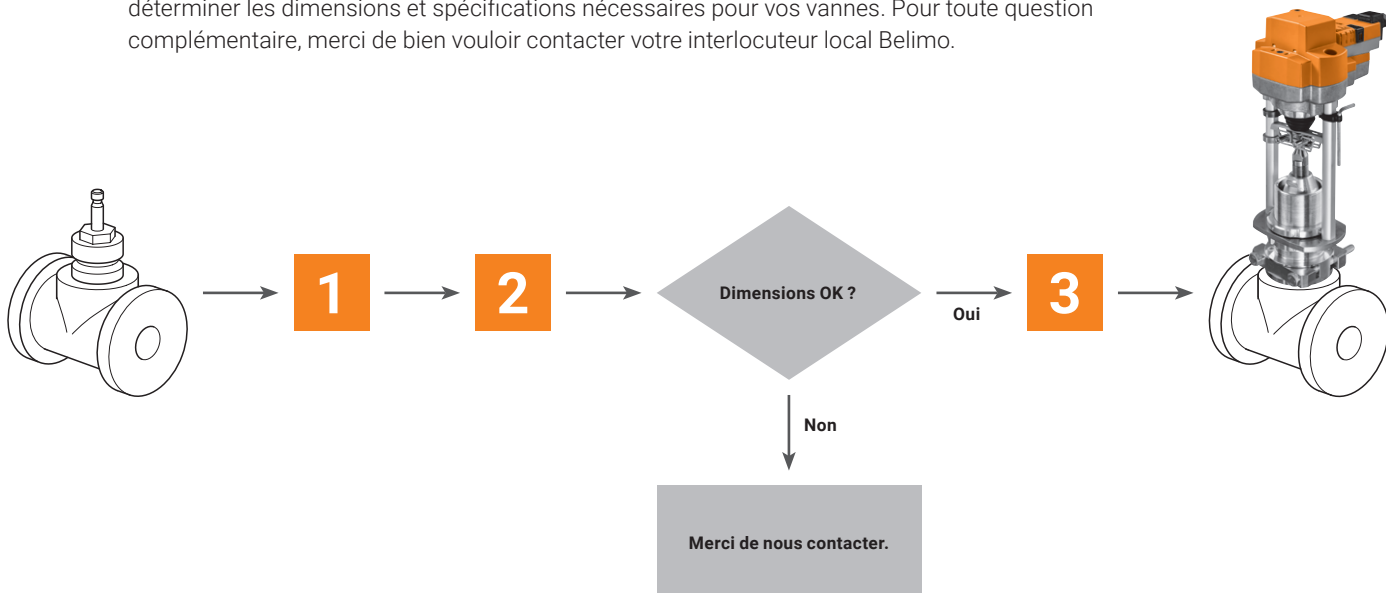 déterminer les dimensions et spécifications nécessaires pour vos vannes. Pour toute question
complémentaire, merci de bien vouloir contacter votre interlocuteur local Belimo.
1
2
Dimensions OK ?
Oui
3
Non
Merci de nous contacter.